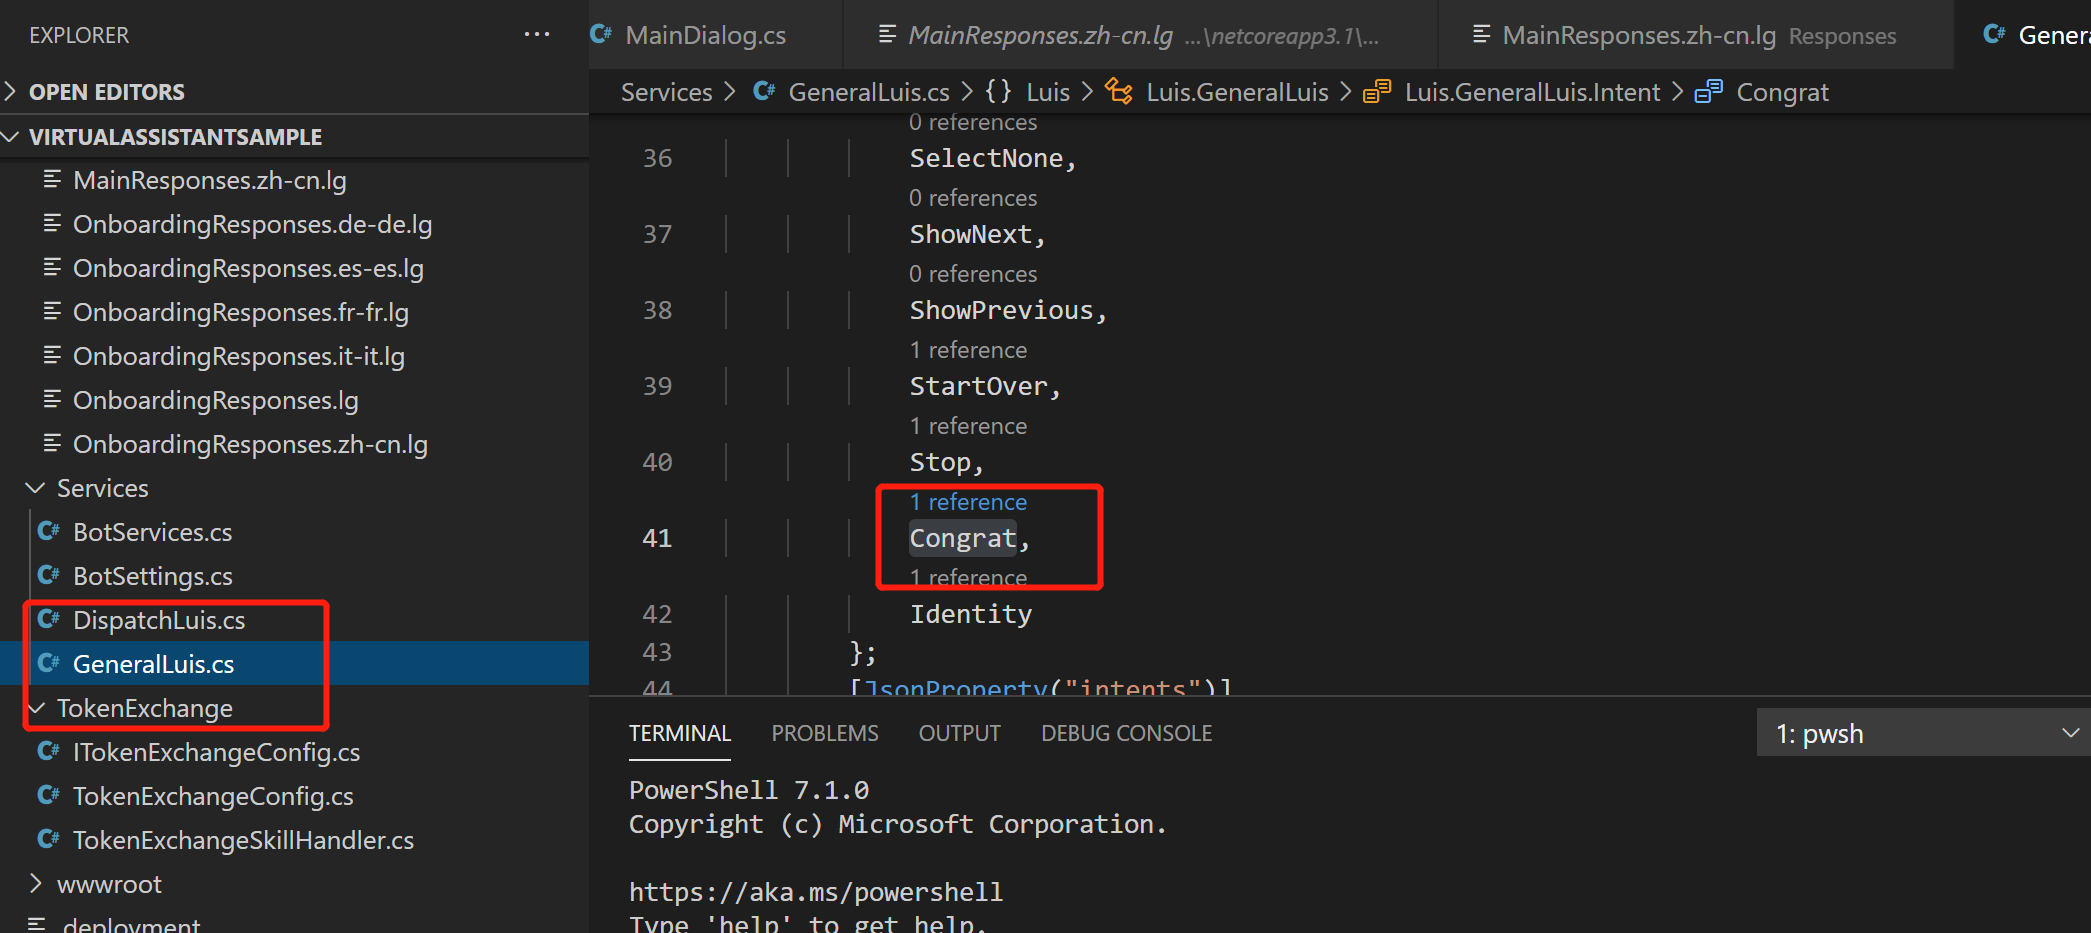 EXPLORER
OPEN EDITORS
VIRTUALASSISTANTSAMPLE
MainResponses.zh-cn.lg
OnboardingResponses.de-de.lg
OnboardingResponses.es-es.lg
OnboardingResponses.fr-fr.lg
OnboardingResponses.it-it.lg
OnboardingResponses.lg
OnboardingResponses.zh-cn.lg
Services
C# BotServices.cs
C# BotSettings.cs
C# DispatchLuis.cs
C# GeneralLuis.cs
TokenExchange
C# ITokenExchangeConfig.cs
C# TokenExchangeConfig.cs
C# TokenExchangeSkillHandler.cs
wwwroot
deployment
C# MainDialog.cs
MainResponses.zh-cn.lg ...\netcoreapp3.1\...
MainResponses.zh-cn.lg Responses
C# Genera
Services > C# GeneralLuis.cs > {} Luis > Luis.GeneralLuis > Luis.GeneralLuis.Intent > Congrat
0 references
36 SelectNone,
0 references
37 ShowNext,
0 references
38 ShowPrevious,
1 reference
39 StartOver,
1 reference
40 Stop,
1 reference
41 Congrat,
1 reference
42 Identity
43 };
44 [JsonProperty("intents")]
TERMINAL PROBLEMS OUTPUT DEBUG CONSOLE 1: pwsh
PowerShell 7.1.0
Copyright (c) Microsoft Corporation.
https://aka.ms/powershell
Type 'help' to get help.